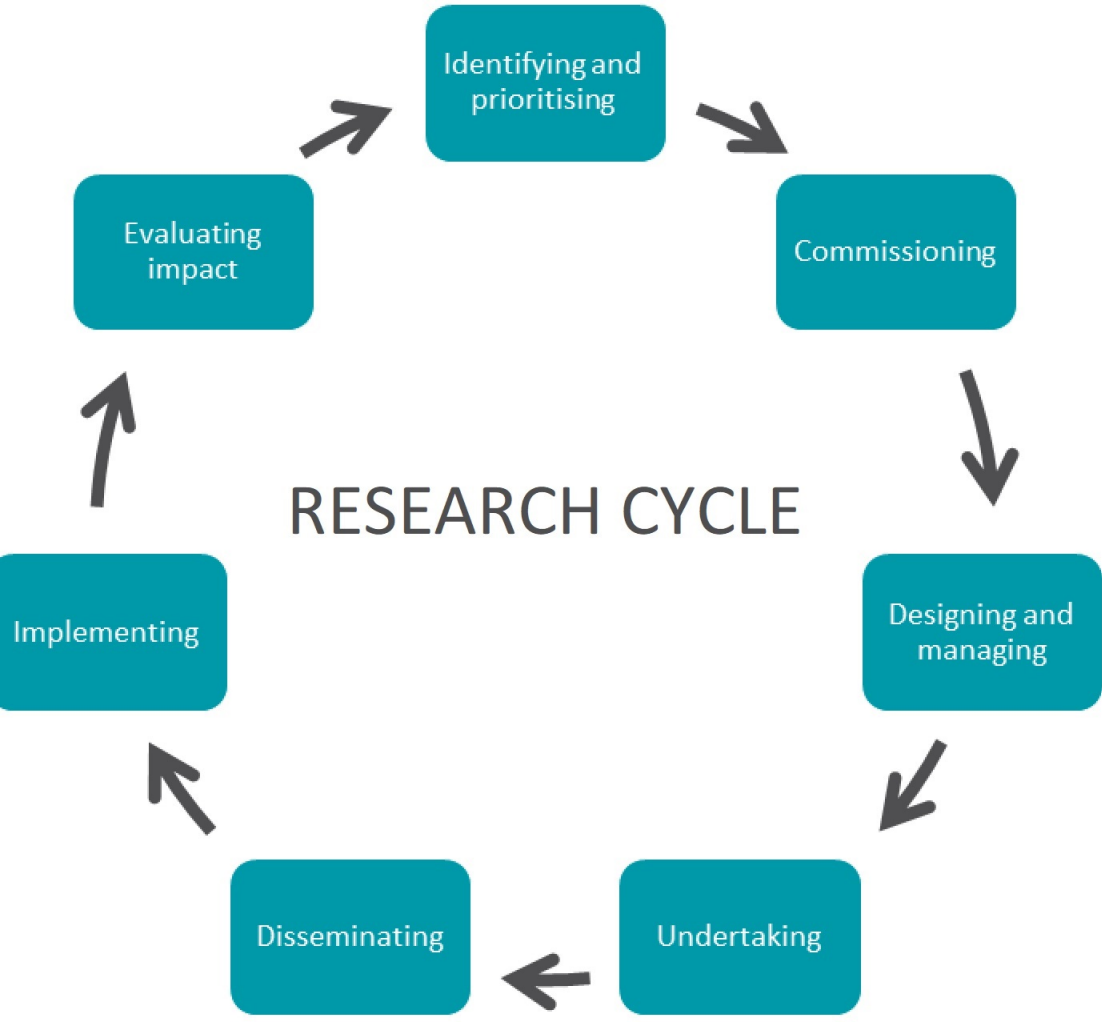 Identifying and
prioritising
Commissioning
Designing and
managing
Undertaking
Disseminating
Implementing
Evaluating
impact
RESEARCH CYCLE